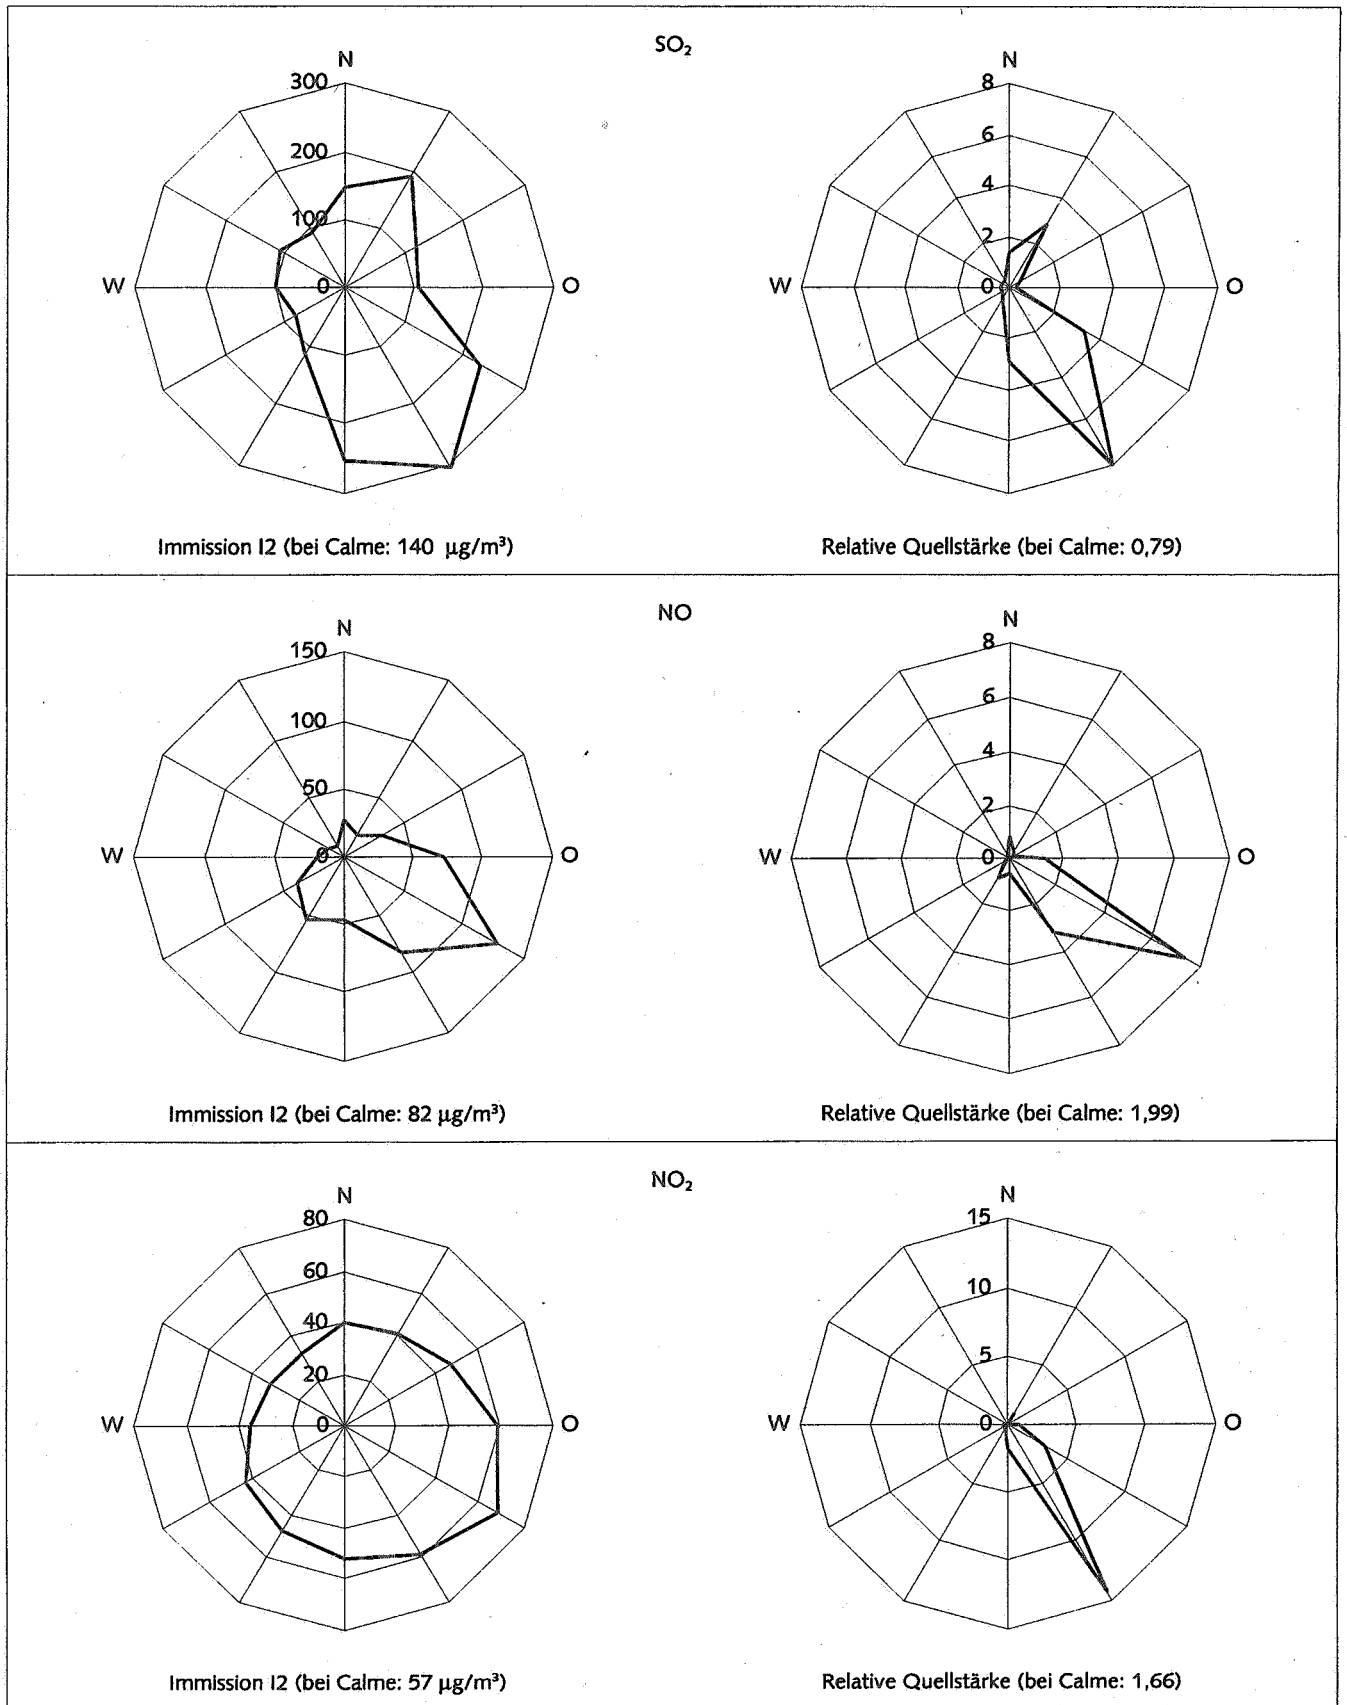 SO₂
N
300
200
100
0
W
O
Immission I2 (bei Calme: 140 µg/m³)
N
8
6
4
2
0
W
O
Relative Quellstärke (bei Calme: 0,79)
NO
N
150
100
50
0
W
O
Immission I2 (bei Calme: 82 µg/m³)
N
8
6
4
2
0
W
O
Relative Quellstärke (bei Calme: 1,99)
NO₂
N
80
60
40
20
0
W
O
Immission I2 (bei Calme: 57 µg/m³)
N
15
10
5
0
W
O
Relative Quellstärke (bei Calme: 1,66)